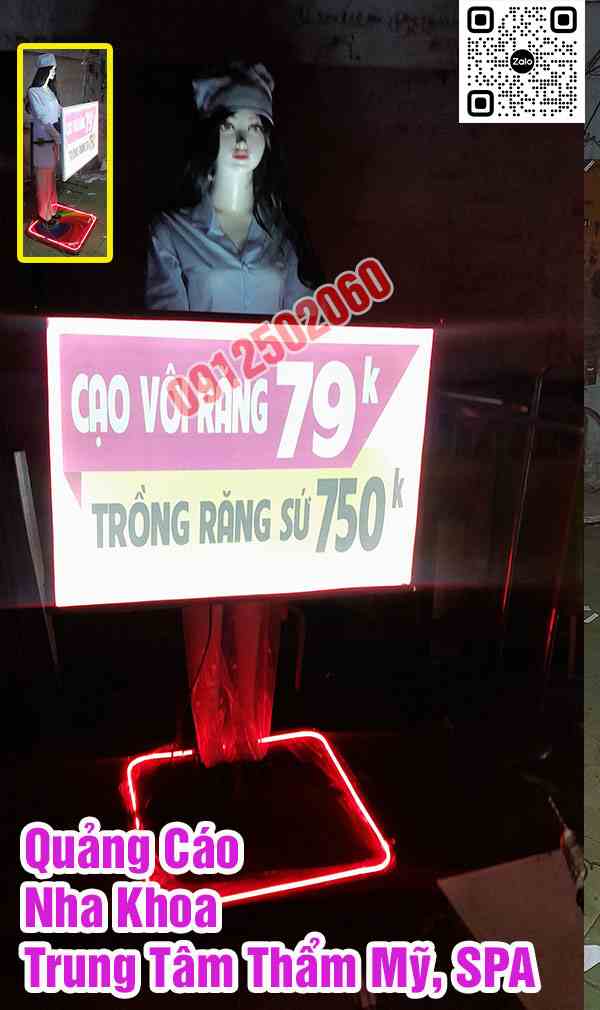 Zalo
0912502060
CẠO VÔI RĂNG 79k
TRỒNG RĂNG SỨ 750k
Quảng Cáo
Nha Khoa
Trung Tâm Thẩm Mỹ, SPA